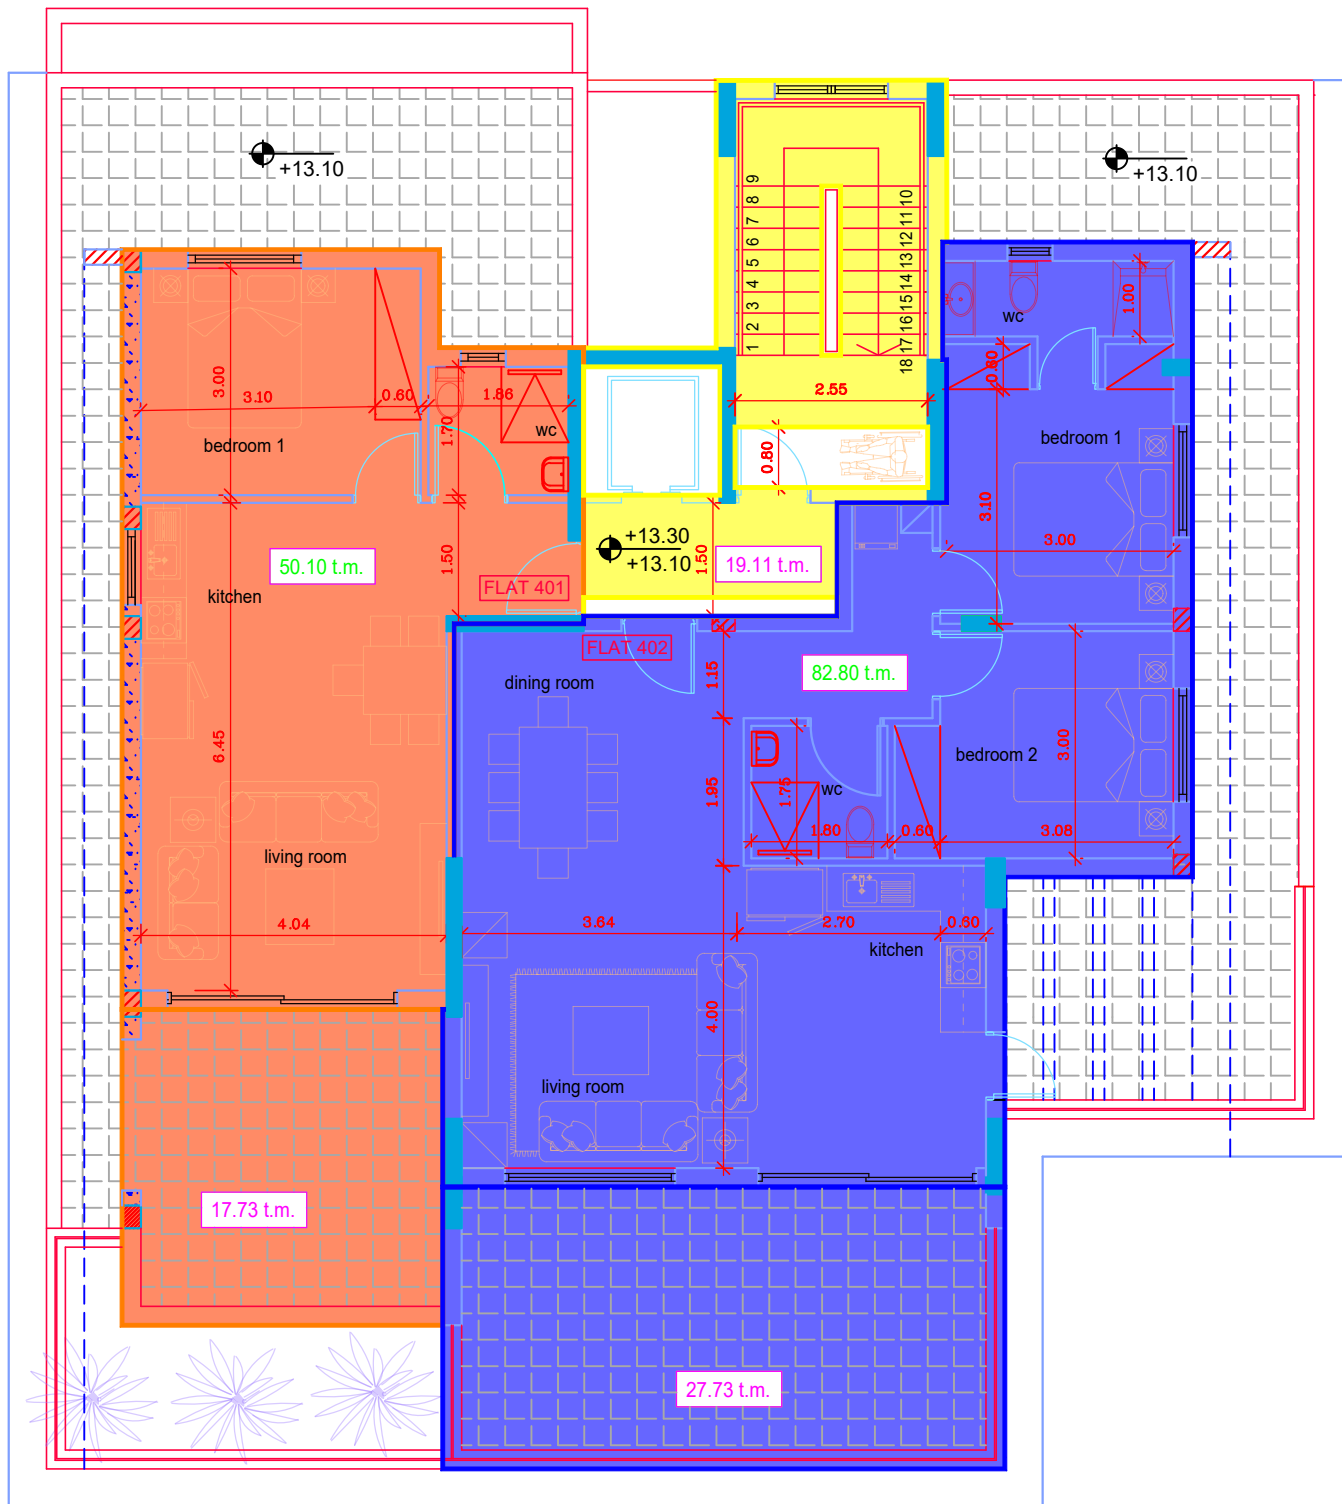 +13.10
+13.10
9
8
7
6
5
4
3
2
1
10
11
12
13
14
15
16
17
18
wc
1.00
0.60
3.00
3.10
0.60
1.86
1.70
wc
bedroom 1
2.55
0.80
bedroom 1
3.10
3.00
+13.30
+13.10
1.50
1.50
19.11 t.m.
50.10 t.m.
kitchen
FLAT 401
FLAT 402
dining room
1.15
82.80 t.m.
6.45
bedroom 2
3.00
1.95
1.75
wc
1.80
0.60
3.08
living room
4.04
3.64
2.70
0.60
kitchen
4.00
living room
17.73 t.m.
27.73 t.m.